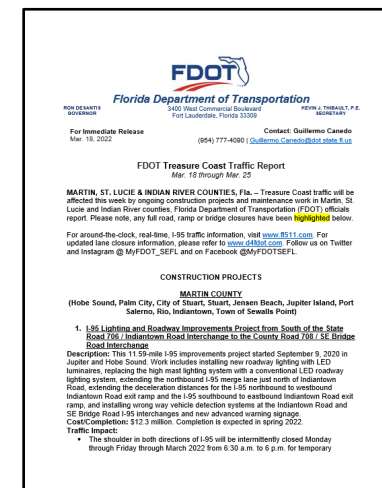 FDOT
Florida Department of Transportation
RON DESANTIS
GOVERNOR
3400 West Commercial Boulevard
Fort Lauderdale, Florida 33309
KEVIN J. THIBAULT, P.E.
SECRETARY
For Immediate Release
Mar. 18, 2022
Contact: Guillermo Canedo
(954) 777-4090 | Guillermo.Canedo@dot.state.fl.us
FDOT Treasure Coast Traffic Report
Mar. 18 through Mar. 25
MARTIN, ST. LUCIE & INDIAN RIVER COUNTIES, Fla. – Treasure Coast traffic will be
affected this week by ongoing construction projects and maintenance work in Martin, St.
Lucie and Indian River counties, Florida Department of Transportation (FDOT) officials
report. Please note, any full road, ramp or bridge closures have been highlighted below.
For around-the-clock, real-time, I-95 traffic information, visit www.fl511.com. For
updated lane closure information, please refer to www.d4fdot.com. Follow us on Twitter
and Instagram @ MyFDOT_SEFL and on Facebook @MyFDOTSEFL.
CONSTRUCTION PROJECTS
MARTIN COUNTY
(Hobe Sound, Palm City, City of Stuart, Stuart, Jensen Beach, Jupiter Island, Port
Salerno, Rio, Indiantown, Town of Sewalls Point)
1. I-95 Lighting and Roadway Improvements Project from South of the State
Road 706 / Indiantown Road Interchange to the County Road 708 / SE Bridge
Road Interchange
Description: This 11.59-mile I-95 improvements project started September 9, 2020 in
Jupiter and Hobe Sound. Work includes installing new roadway lighting with LED
luminaires, replacing the high mast lighting system with a conventional LED roadway
lighting system, extending the northbound I-95 merge lane just north of Indiantown
Road, extending the deceleration distances for the I-95 northbound to westbound
Indiantown Road exit ramp and the I-95 southbound to eastbound Indiantown Road exit
ramp, and installing wrong way vehicle detection systems at the Indiantown Road and
SE Bridge Road I-95 interchanges and new advanced warning signage.
Cost/Completion: $12.3 million. Completion is expected in spring 2022.
Traffic Impact:
• The shoulder in both directions of I-95 will be intermittently closed Monday
through Friday through March 2022 from 6:30 a.m. to 6 p.m. for temporary